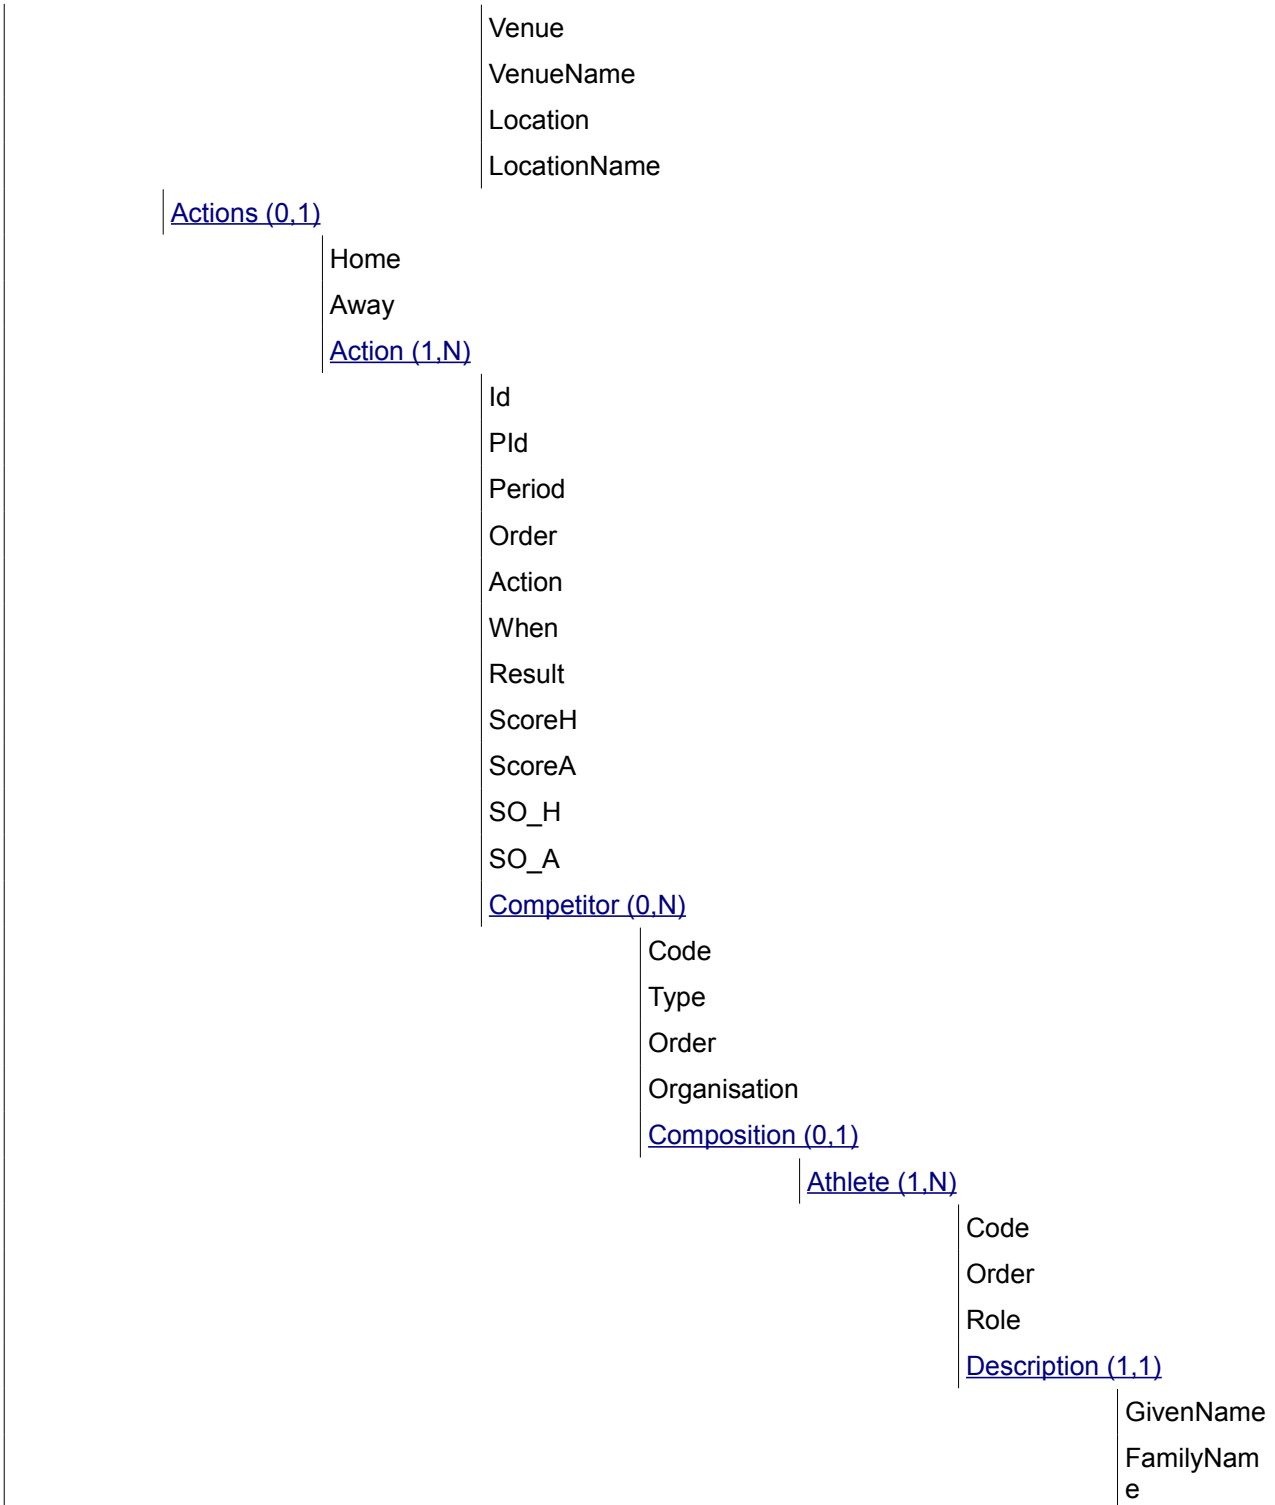 Venue
VenueName
Location
LocationName
Actions (0,1)
Home
Away
Action (1,N)
Id
PId
Period
Order
Action
When
Result
ScoreH
ScoreA
SO_H
SO_A
Competitor (0,N)
Code
Type
Order
Organisation
Composition (0,1)
Athlete (1,N)
Code
Order
Role
Description (1,1)
GivenName
FamilyNam
e